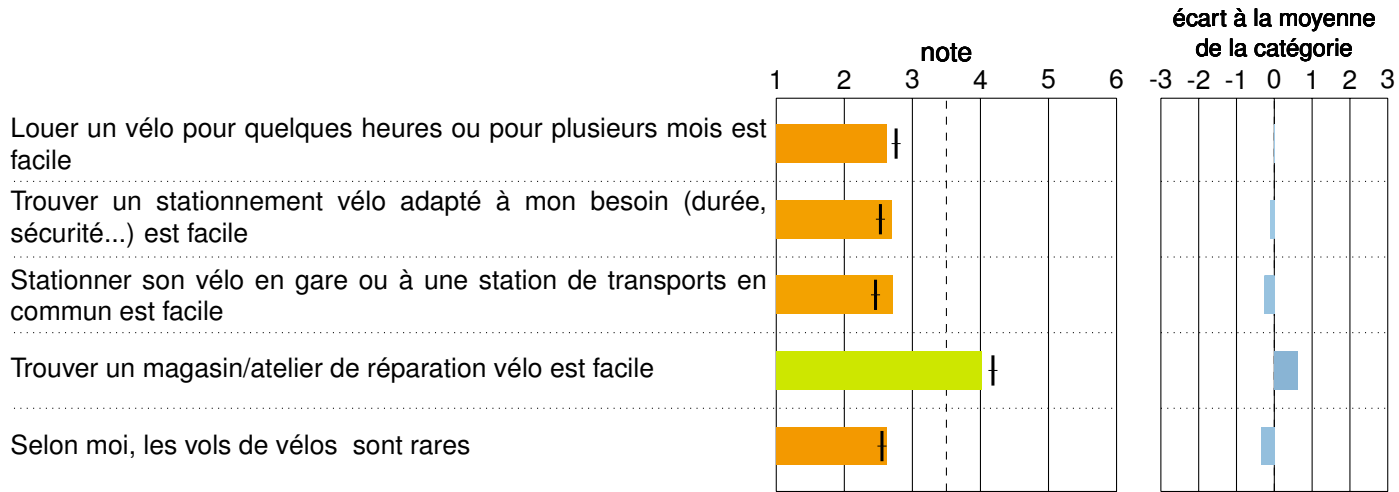 écart à la moyenne
note de la catégorie
1 2 3 4 5 6 -3 -2 -1 0 1 2 3
Louer un vélo pour quelques heures ou pour plusieurs mois est
facile
Trouver un stationnement vélo adapté à mon besoin (durée,
sécurité...) est facile
Stationner son vélo en gare ou à une station de transports en
commun est facile
Trouver un magasin/atelier de réparation vélo est facile
Selon moi, les vols de vélos sont rares